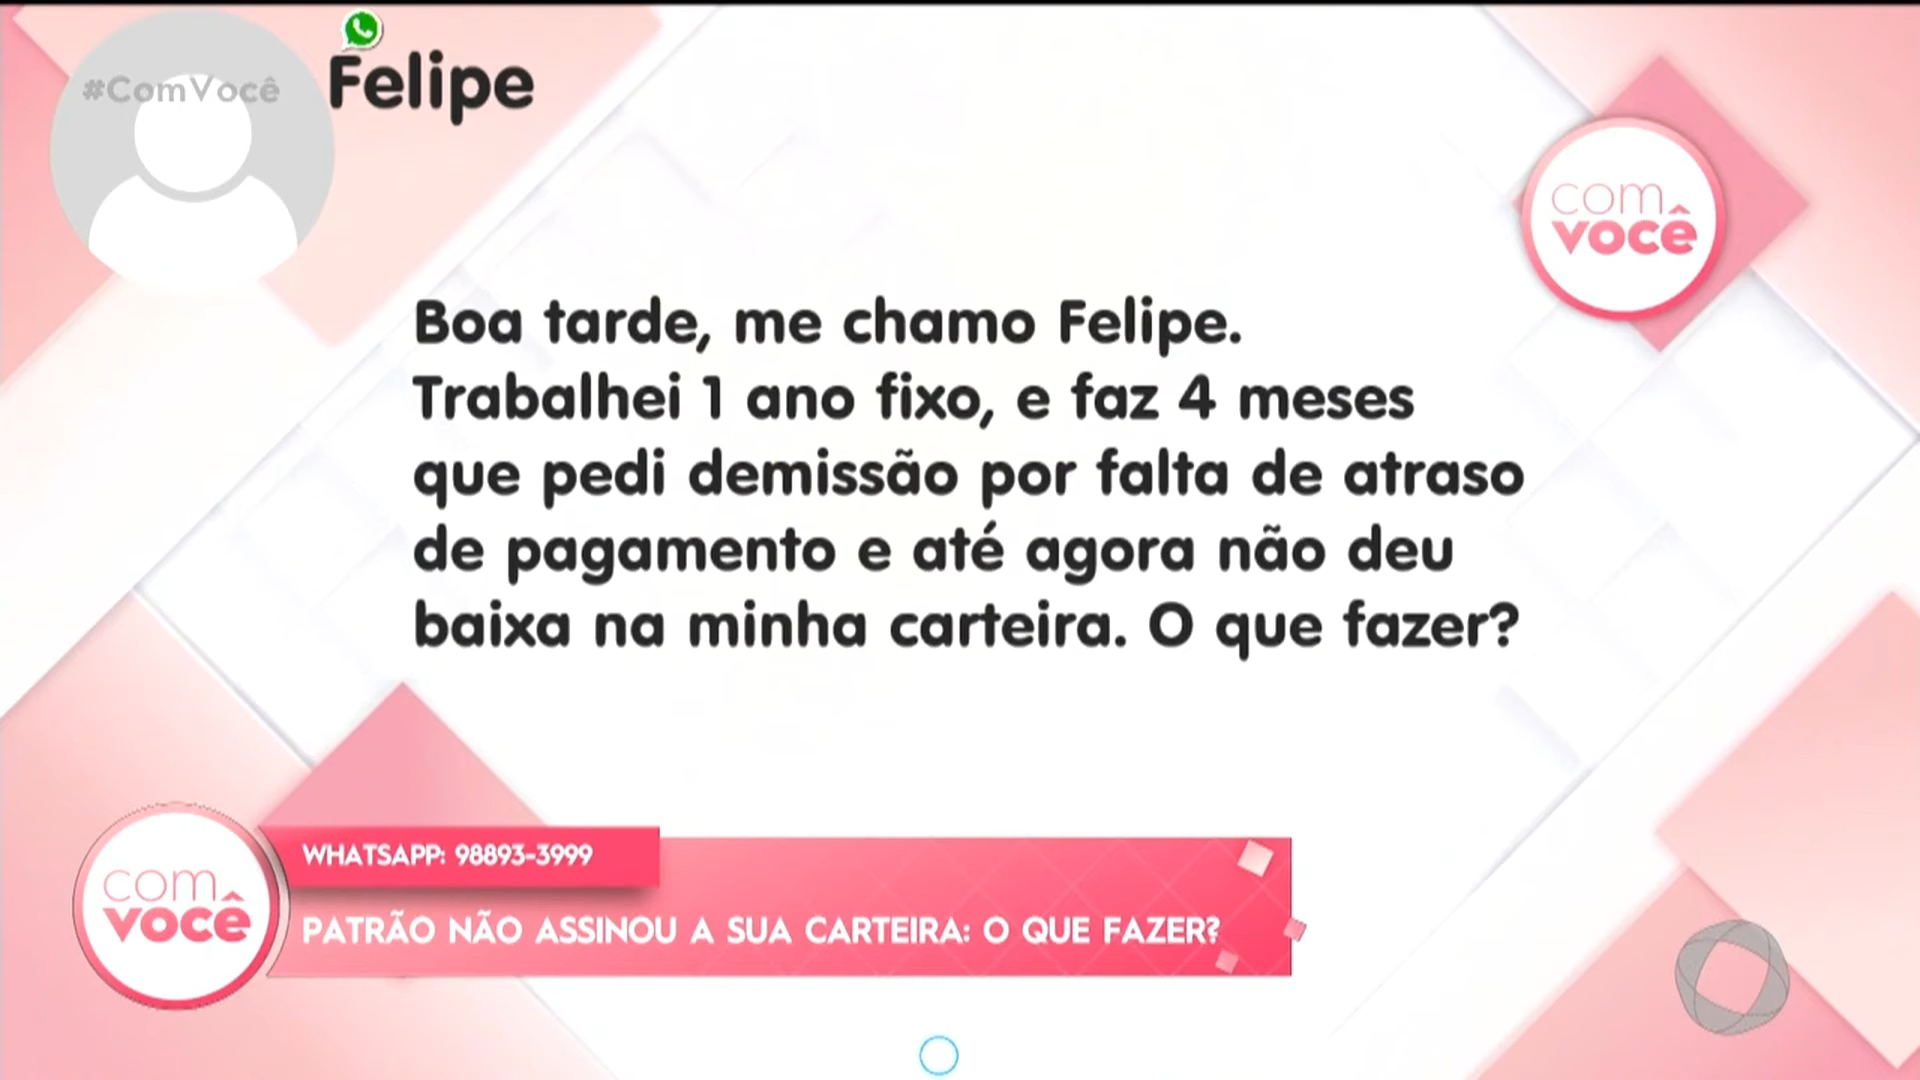 #ComVocê
Felipe
com
você
Boa tarde, me chamo Felipe.
Trabalhei 1 ano fixo, e faz 4 meses
que pedi demissão por falta de atraso
de pagamento e até agora não deu
baixa na minha carteira. O que fazer?
WHATSAPP: 98893-3999
com
você
PATRÃO NÃO ASSINOU A SUA CARTEIRA: O QUE FAZER?